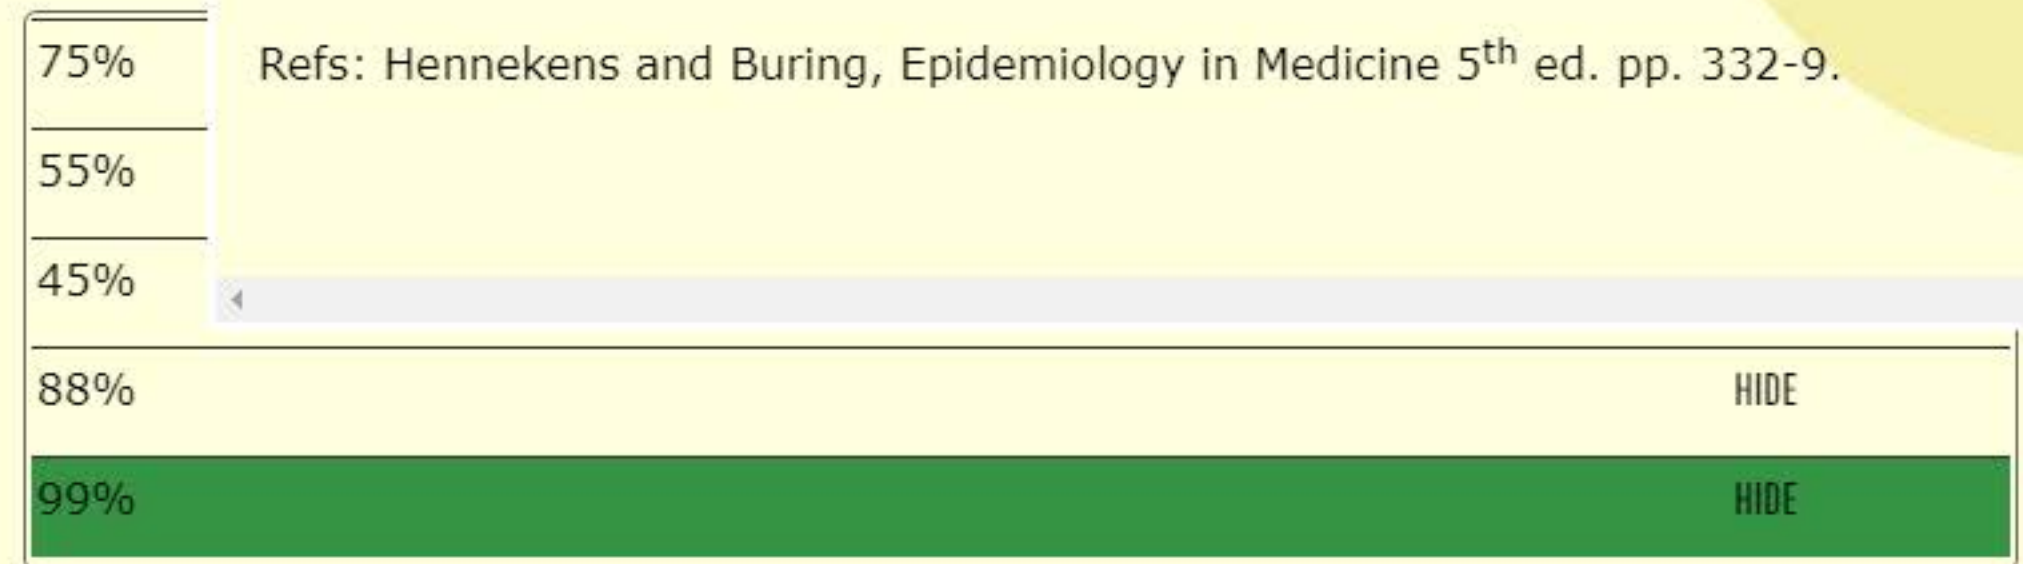 75%
Refs: Hennekens and Buring, Epidemiology in Medicine 5th ed. pp. 332-9.
55%
45%
88% HIDE
99% HIDE